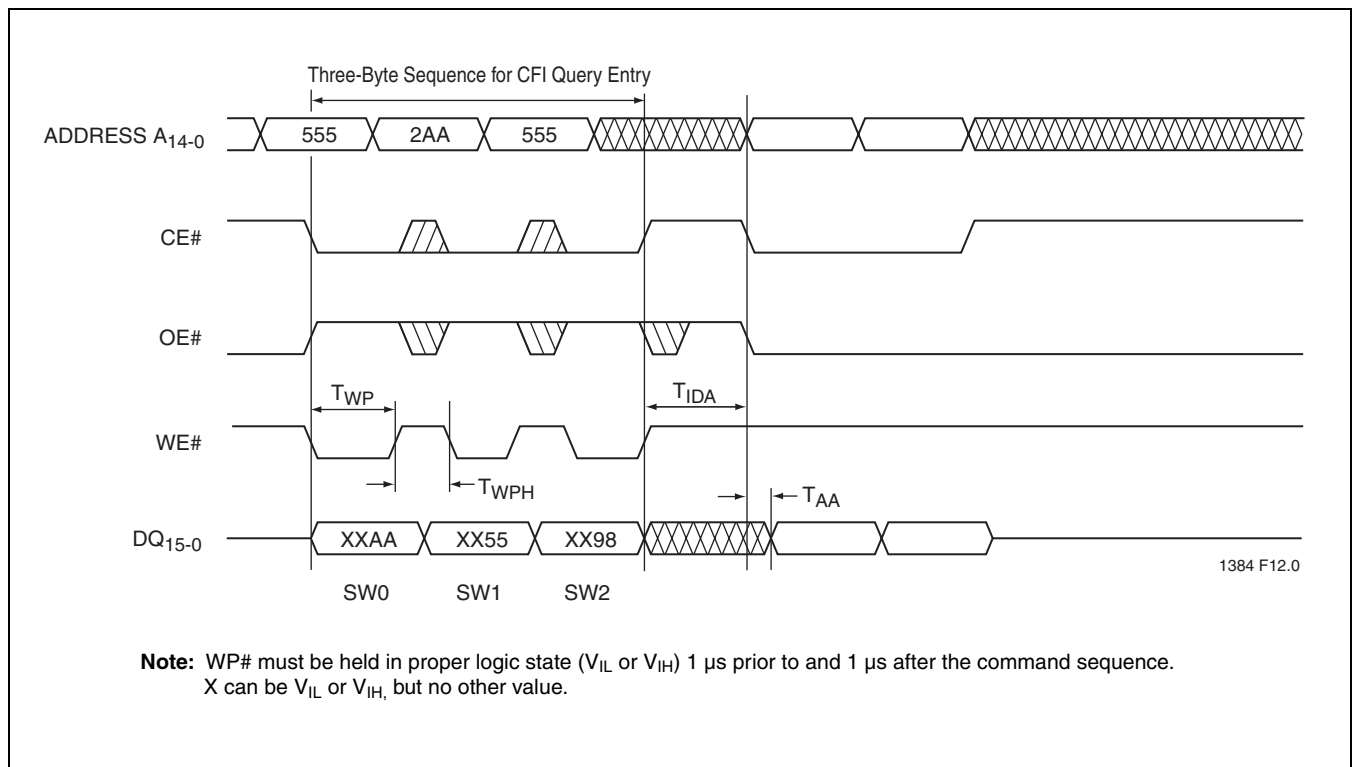 Three-Byte Sequence for CFI Query Entry
ADDRESS A14-0
555 2AA 555
CE#
OE#
TWP
TIDA
WE#
TWPH
TAA
DQ15-0
XXAA XX55 XX98
1384 F12.0
SW0 SW1 SW2
Note: WP# must be held in proper logic state (VIL or VIH) 1 µs prior to and 1 µs after the command sequence.
X can be VIL or VIH, but no other value.